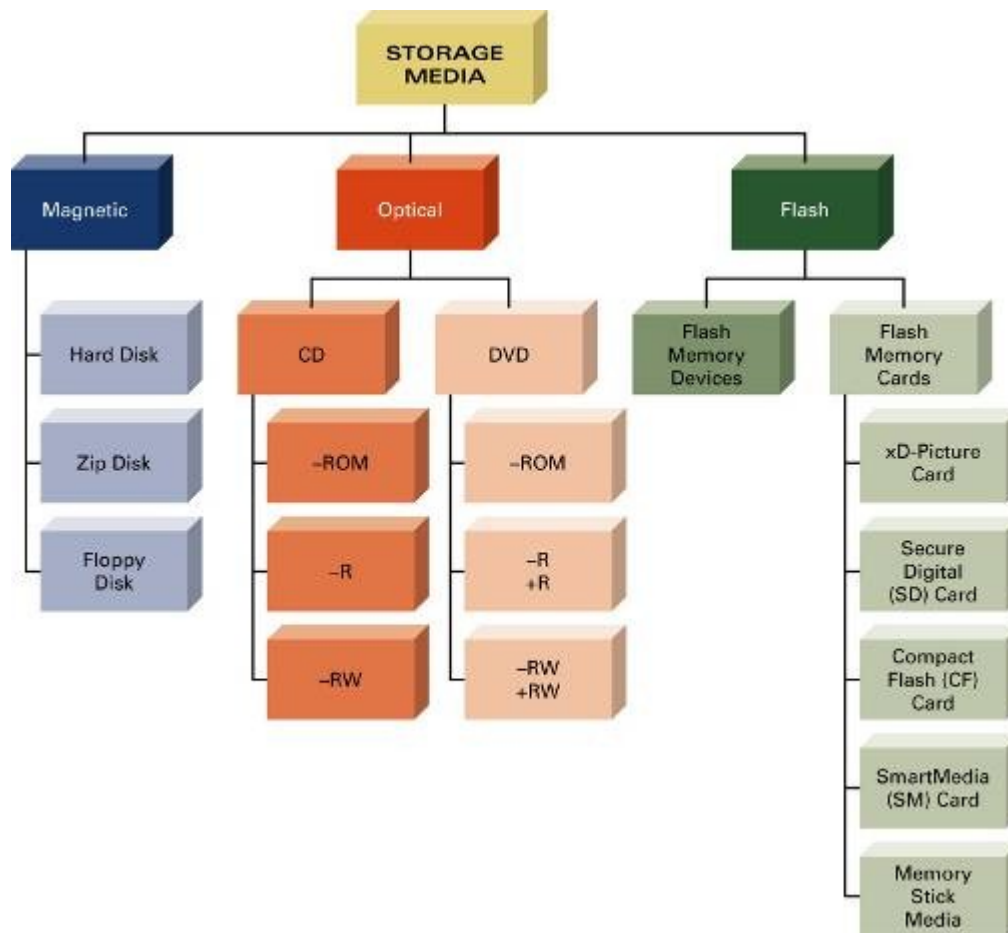 STORAGE
MEDIA
Magnetic
Optical
Flash
Hard Disk
Zip Disk
Floppy
Disk
CD
–ROM
–R
–RW
DVD
–ROM
–R
+R
–RW
+RW
Flash
Memory
Devices
Flash
Memory
Cards
xD-Picture
Card
Secure
Digital
(SD) Card
Compact
Flash (CF)
Card
SmartMedia
(SM) Card
Memory
Stick
Media